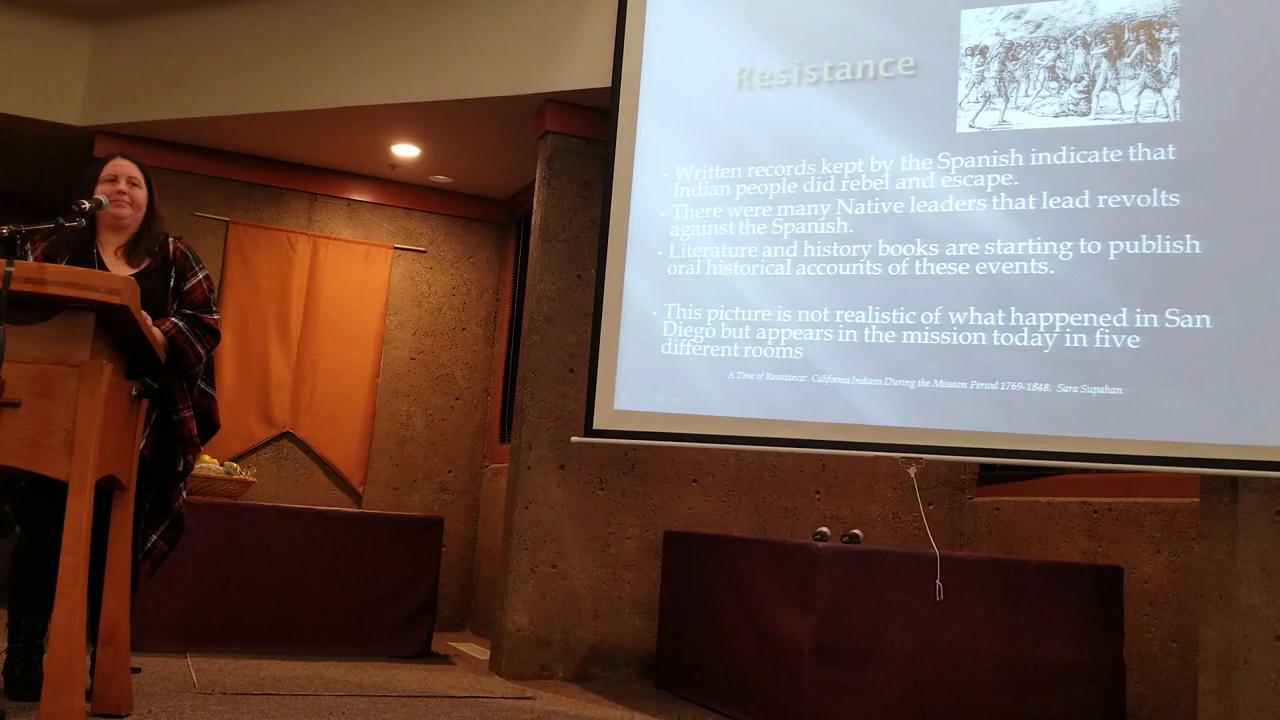 Resistance
Written records kept by the Spanish indicate that
Indian people did rebel and escape.
There were many Native leaders that lead revolts
against the Spanish.
Literature and history books are starting to publish
oral historical accounts of these events.
This picture is not realistic of what happened in San
Diego but appears in the mission today in five
different rooms
A Time of Resistance: California Indians During the Mission Period 1769-1848. Sara Supahan